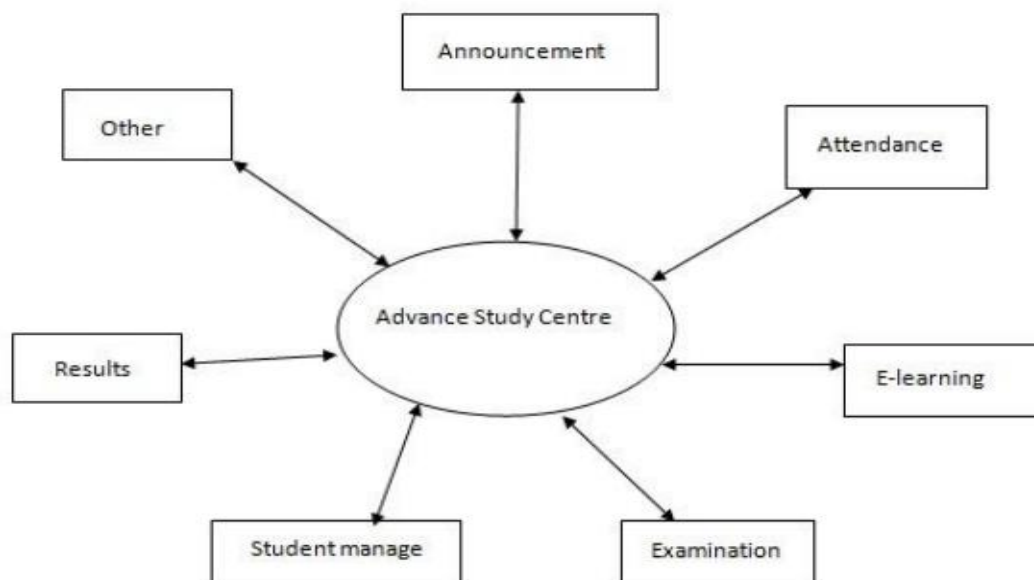 Announcement
Other
Attendance
Advance Study Centre
Results
E-learning
Student manage
Examination